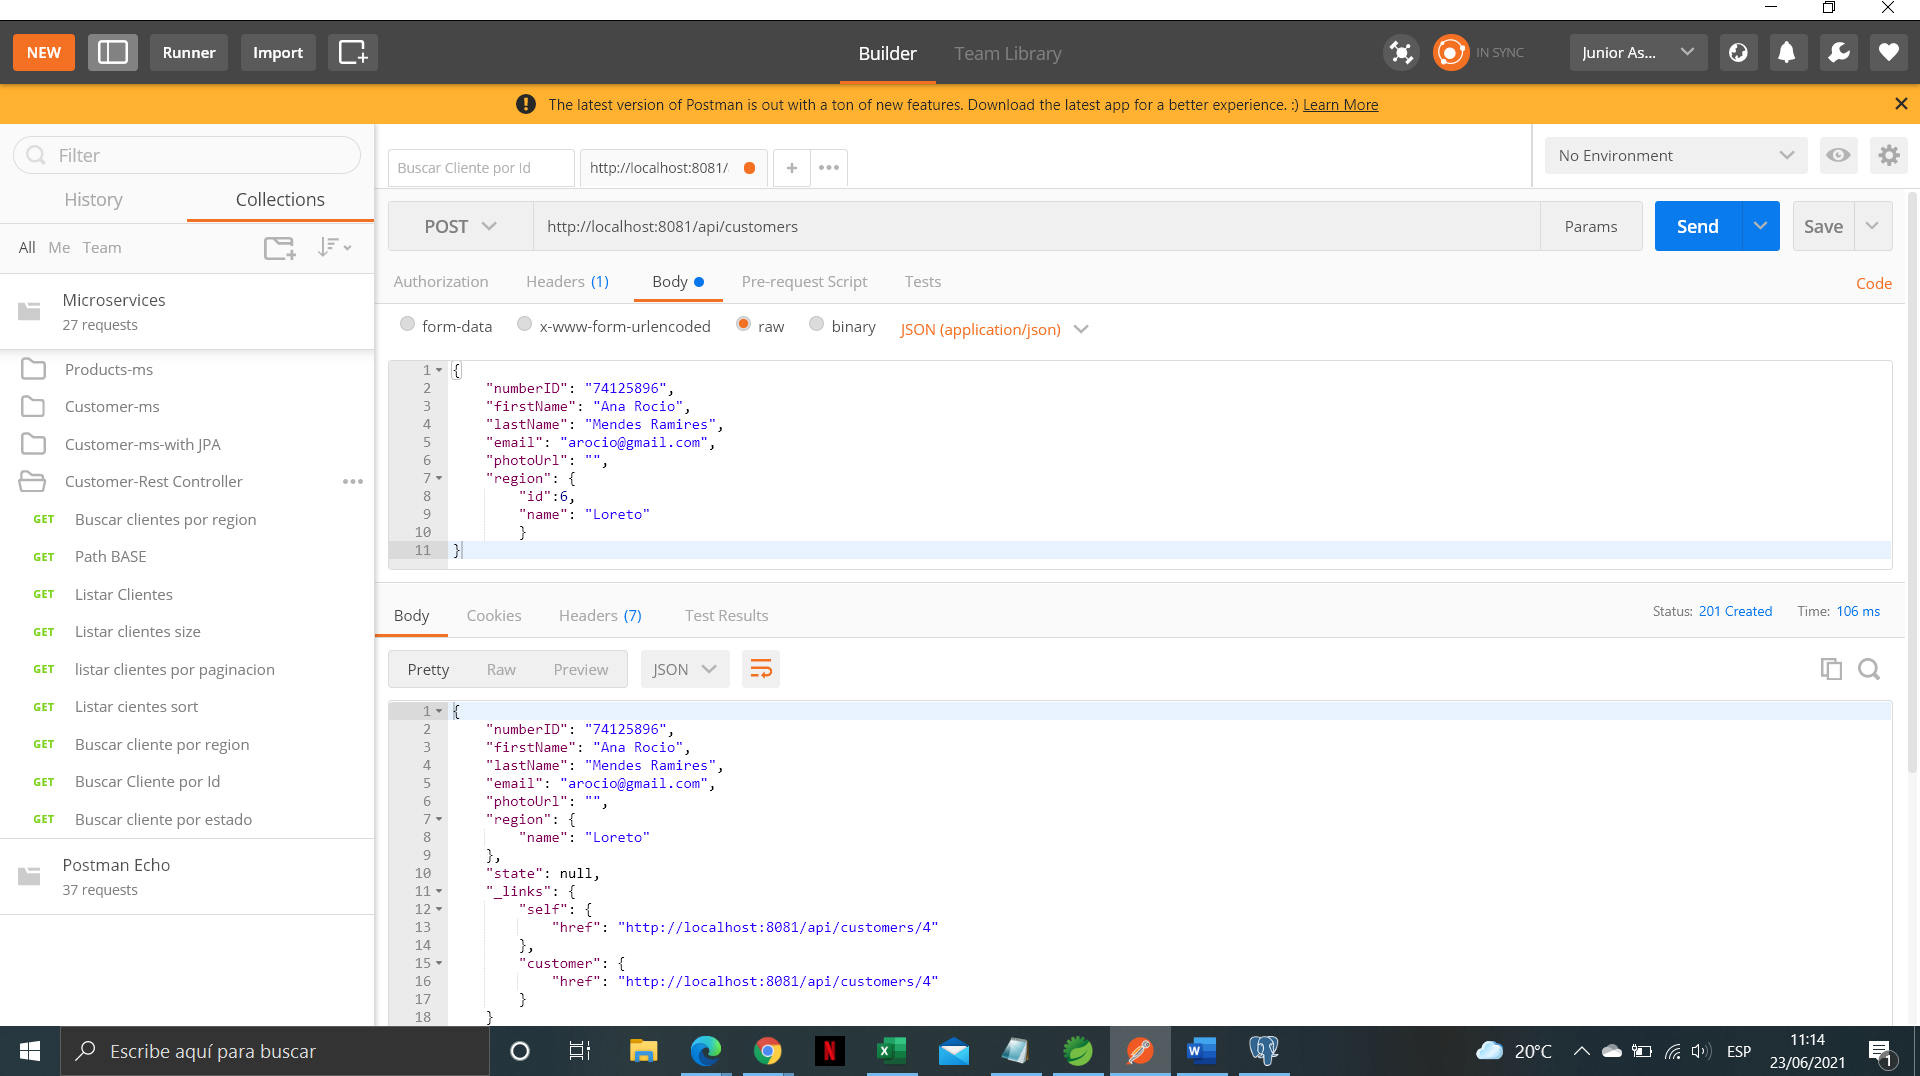 NEW
Runner
Import
Builder
Team Library
IN SYNC
Junior As...
The latest version of Postman is out with a ton of new features. Download the latest app for a better experience. :) Learn More
Filter
History
Collections
All Me Team
Microservices
27 requests
Products-ms
Customer-ms
Customer-ms-with JPA
Customer-Rest Controller
GET Buscar clientes por region
GET Path BASE
GET Listar Clientes
GET Listar clientes size
GET listar clientes por paginacion
GET Listar cientes sort
GET Buscar cliente por region
GET Buscar Cliente por Id
GET Buscar cliente por estado
Postman Echo
37 requests
Buscar Cliente por Id
http://localhost:8081/
No Environment
POST
http://localhost:8081/api/customers
Params
Send
Save
Authorization
Headers (1)
Body
Pre-request Script
Tests
Code
form-data
x-www-form-urlencoded
raw
binary
JSON (application/json)
1 {
2 "numberID": "74125896",
3 "firstName": "Ana Rocio",
4 "lastName": "Mendes Ramires",
5 "email": "arocio@gmail.com",
6 "photoUrl": "",
7 "region": {
8 "id":6,
9 "name": "Loreto"
10 }
11 }
Body
Cookies
Headers (7)
Test Results
Status: 201 Created
Time: 106 ms
Pretty
Raw
Preview
JSON
1 {
2 "numberID": "74125896",
3 "firstName": "Ana Rocio",
4 "lastName": "Mendes Ramires",
5 "email": "arocio@gmail.com",
6 "photoUrl": "",
7 "region": {
8 "name": "Loreto"
9 },
10 "state": null,
11 "_links": {
12 "self": {
13 "href": "http://localhost:8081/api/customers/4"
14 },
15 "customer": {
16 "href": "http://localhost:8081/api/customers/4"
17 }
18 }
Escribe aquí para buscar
20°C
ESP
11:14
23/06/2021
1